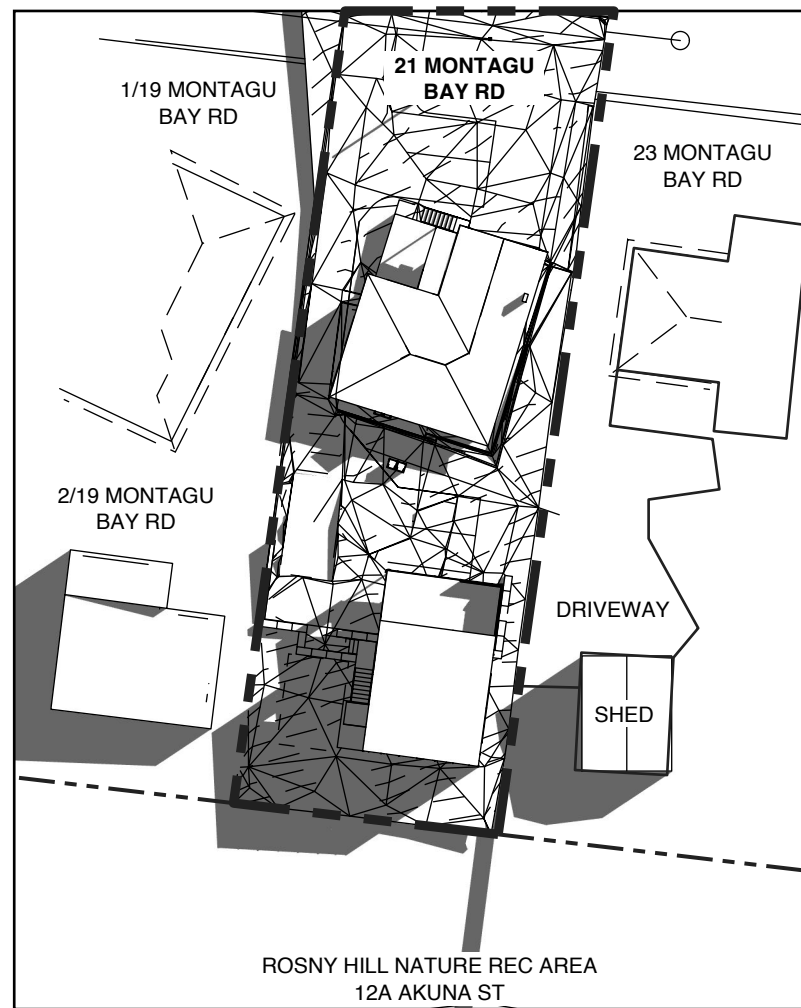 21 MONTAGU
BAY RD
1/19 MONTAGU
BAY RD
23 MONTAGU
BAY RD
2/19 MONTAGU
BAY RD
DRIVEWAY
SHED
ROSNY HILL NATURE REC AREA
12A AKUNA ST